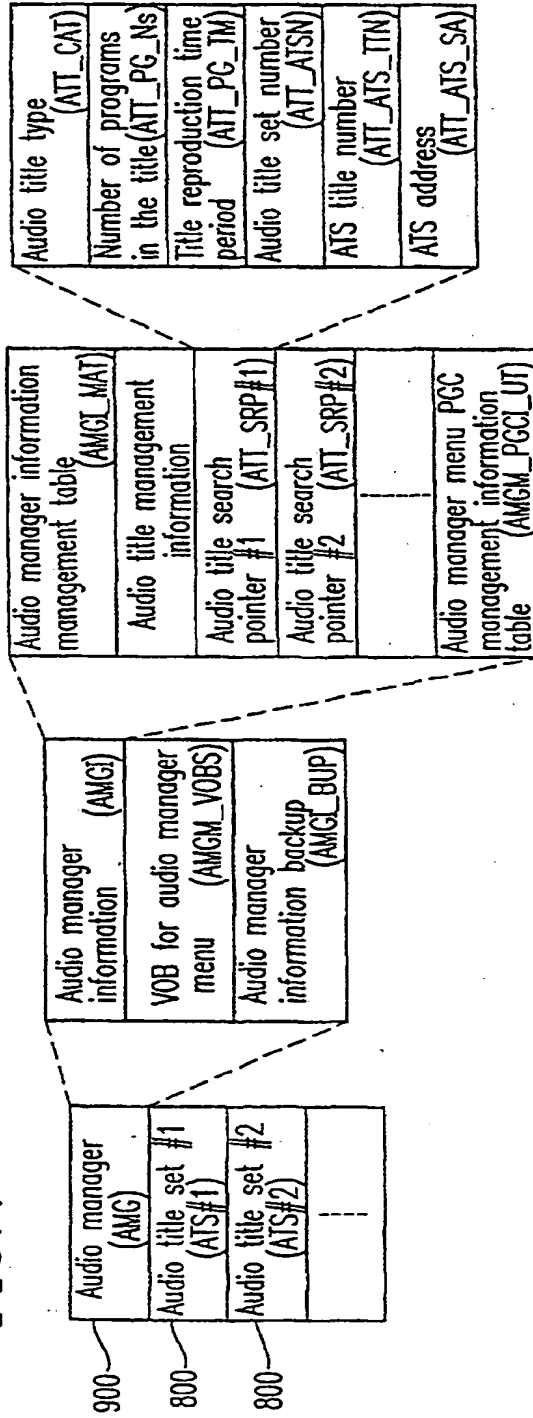 900
Audio manager
(AMG)
800
Audio title set #1
(ATS#1)
800
Audio title set #2
(ATS#2)
Audio manager
information (AMGI)
VOB for audio manager
menu (AMGM_VOBS)
Audio manager
information backup
(AMGI_BUP)
Audio manager information
management table
(AMGI_MAT)
Audio title management
information
Audio title search
pointer #1 (ATT_SRP#1)
Audio title search
pointer #2 (ATT_SRP#2)
Audio manager menu PGC
management information
table (AMGM_PGCI_UT)
Audio title type
(ATT_CAT)
Number of programs
in the title(ATT_PG_Ns)
Title reproduction time
period (ATT_PG_TM)
Audio title set number
(ATT_ATSN)
ATS title number
(ATT_ATS_TTN)
ATS address
(ATT_ATS_SA)